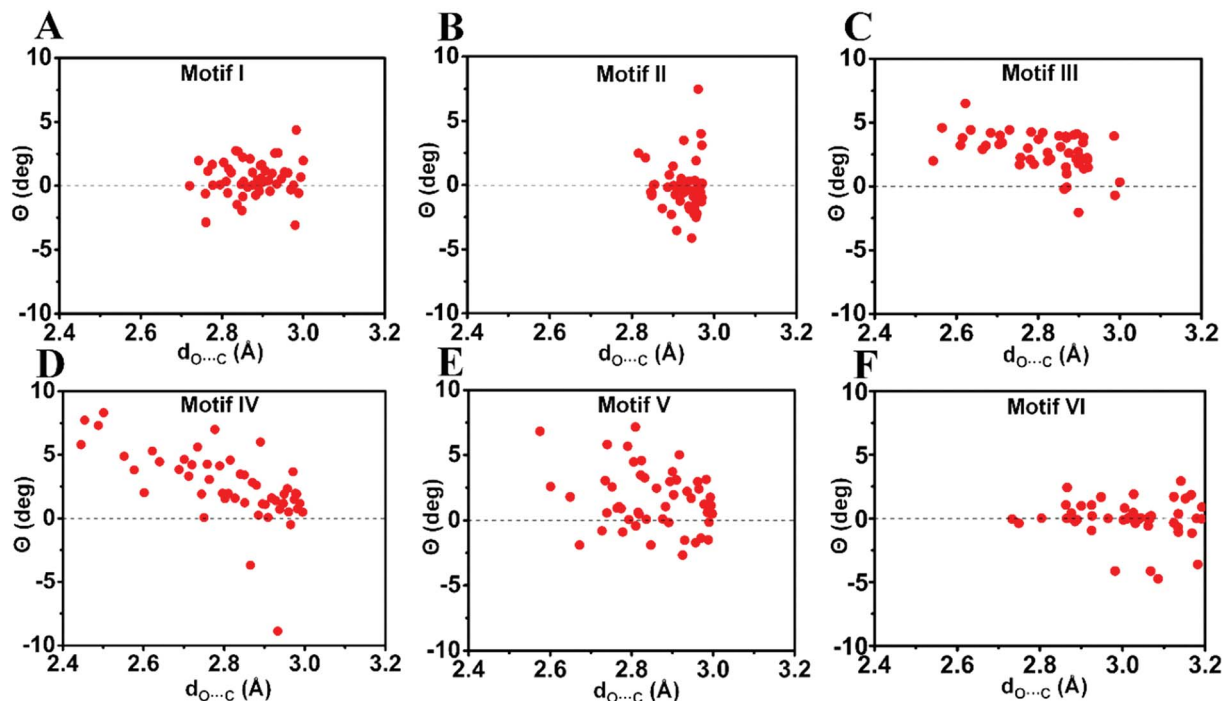 A
Motif I
10
5
0
-5
-10
Θ (deg)
2.4 2.6 2.8 3.0 3.2
dO···C (Å)
B
Motif II
10
5
0
-5
-10
Θ (deg)
2.4 2.6 2.8 3.0 3.2
dO···C (Å)
C
Motif III
10
5
0
-5
-10
Θ (deg)
2.4 2.6 2.8 3.0 3.2
dO···C (Å)
D
Motif IV
10
5
0
-5
-10
Θ (deg)
2.4 2.6 2.8 3.0 3.2
dO···C (Å)
E
Motif V
10
5
0
-5
-10
Θ (deg)
2.4 2.6 2.8 3.0 3.2
dO···C (Å)
F
Motif VI
10
5
0
-5
-10
Θ (deg)
2.4 2.6 2.8 3.0 3.2
dO···C (Å)